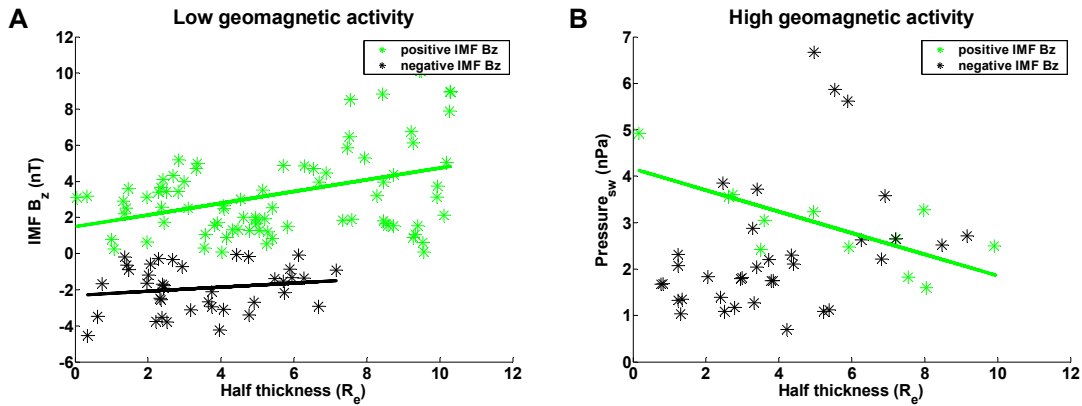 A
Low geomagnetic activity
12
10
8
6
4
2
0
-2
-4
-6
IMF Bz (nT)
positive IMF Bz
negative IMF Bz
0 2 4 6 8 10 12
Half thickness (Re)
B
High geomagnetic activity
7
6
5
4
3
2
1
0
Pressuresw (nPa)
positive IMF Bz
negative IMF Bz
0 2 4 6 8 10 12
Half thickness (Re)